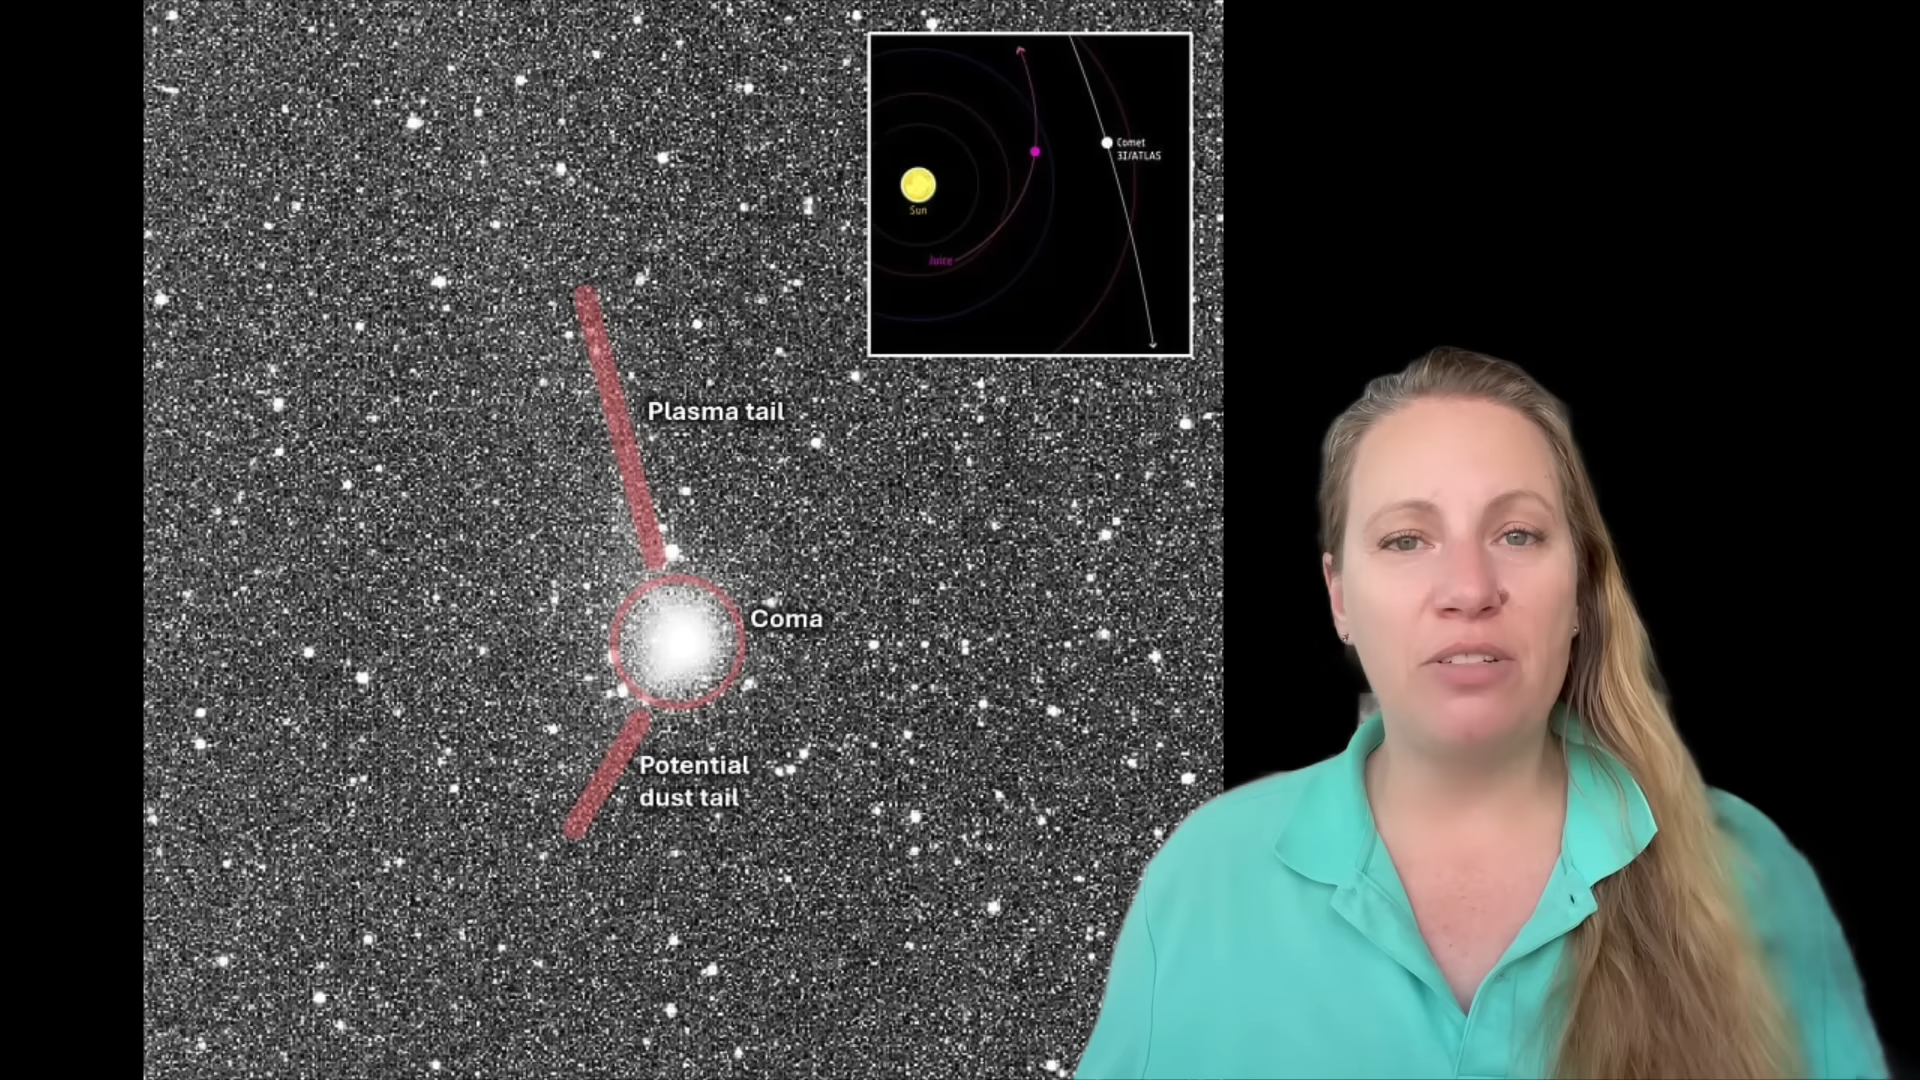 Comet
3I/ATLAS
Sun
Juice
Plasma tail
Coma
Potential
dust tail